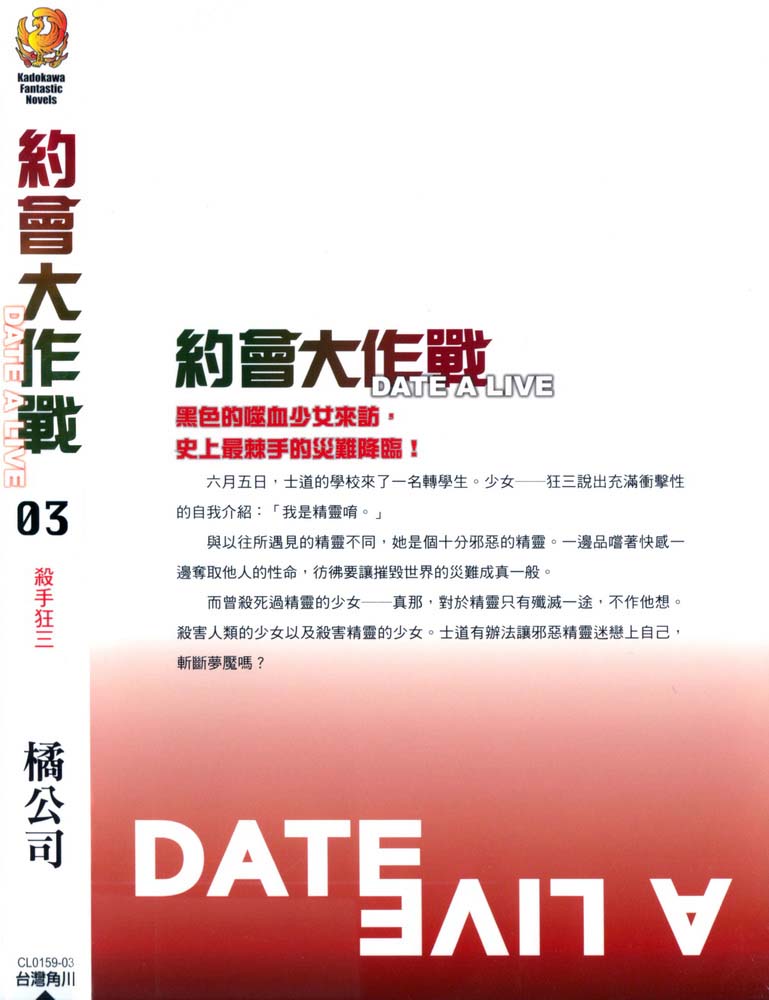 Kadokawa
Fantastic
Novels
約會大作戰
DATE A LIVE
03
殺手狂三
橘公司
CL0159-03
台灣角川
約會大作戰
DATE A LIVE
黑色的噬血少女來訪，
史上最棘手的災難降臨！
六月五日，士道的學校來了一名轉學生。少女──狂三說出充滿衝擊性
的自我介紹：「我是精靈唷。」
與以往所遇見的精靈不同，她是個十分邪惡的精靈。一邊品嚐著快感一
邊奪取他人的性命，彷彿要讓摧毀世界的災難成真一般。
而曾殺死過精靈的少女──真那，對於精靈只有殲滅一途，不作他想。
殺害人類的少女以及殺害精靈的少女。士道有辦法讓邪惡精靈迷戀上自己，
斬斷夢魘嗎？
DATE
A LIVE